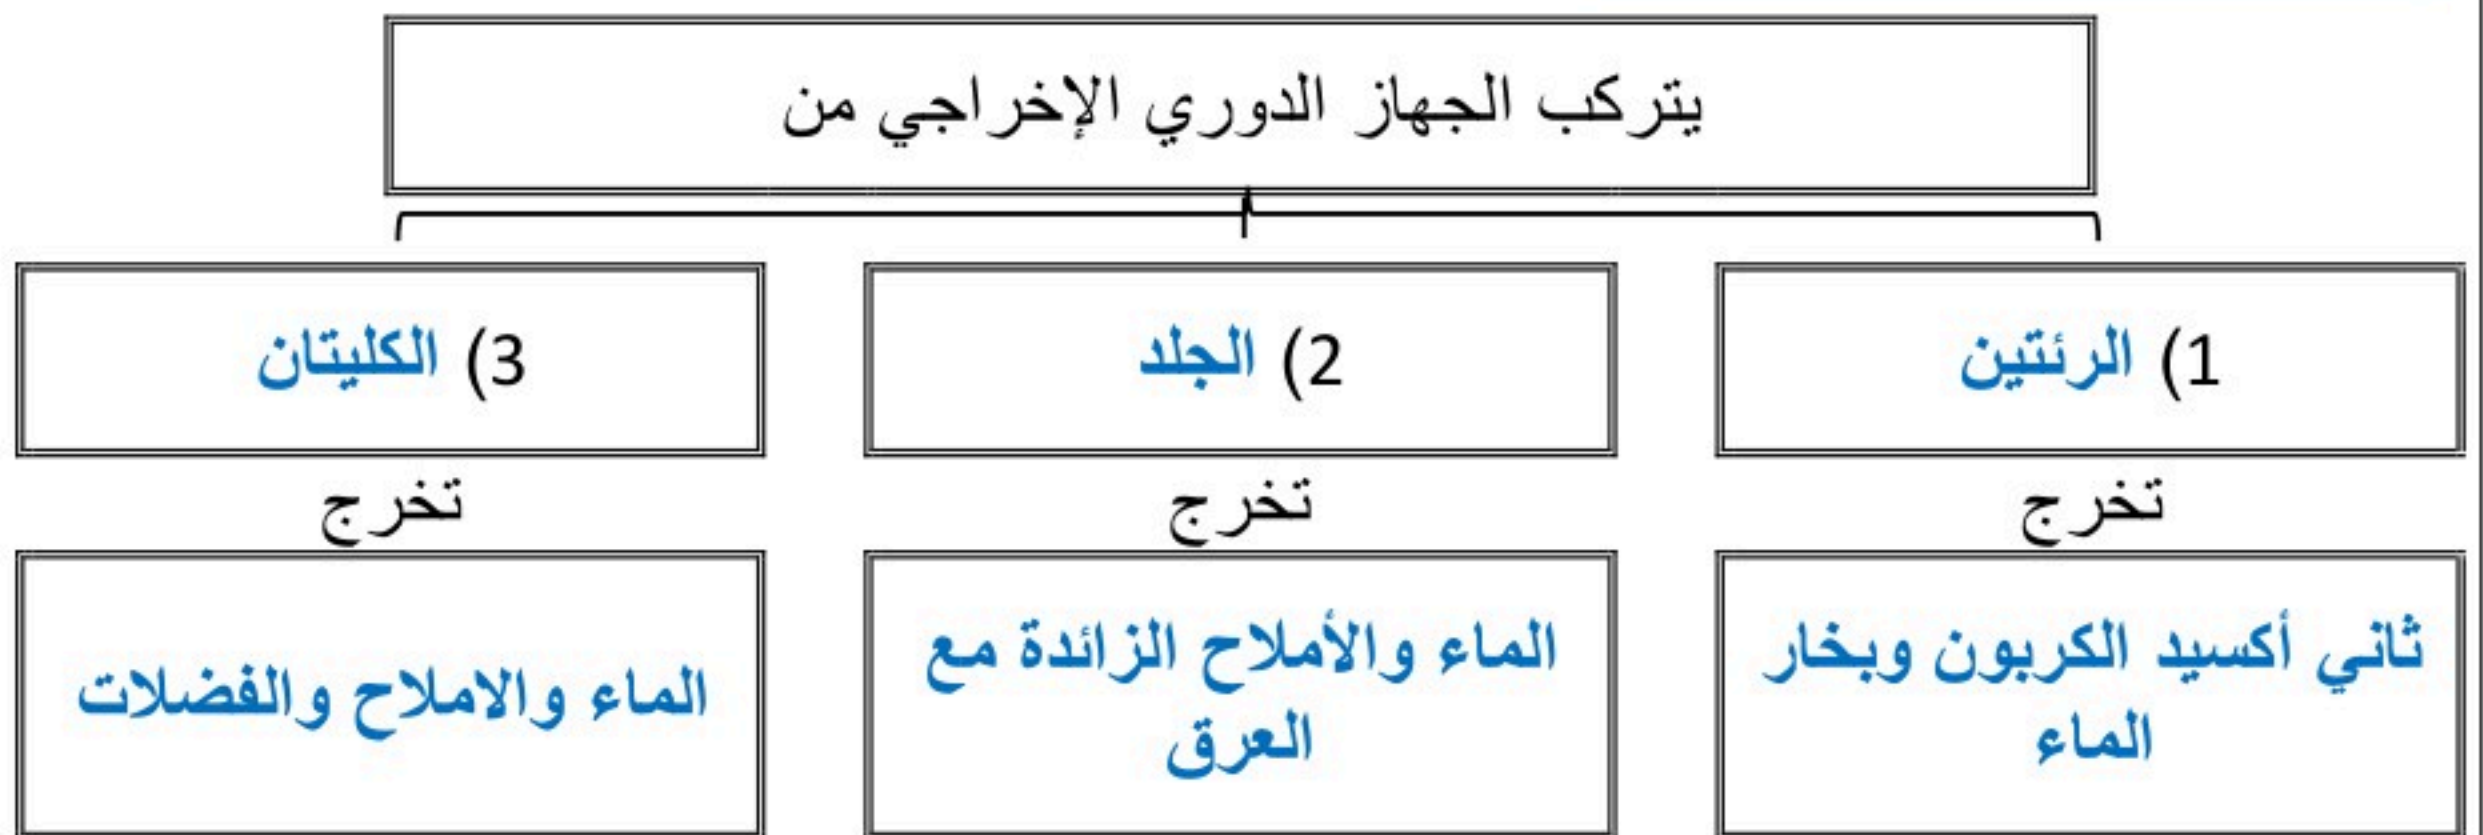 يتركب الجهاز الدوري الإخراجي من
1) الرئتين
2) الجلد
3) الكليتان
تخرج
تخرج
تخرج
ثاني أكسيد الكربون وبخار
الماء
الماء والأملاح الزائدة مع
العرق
الماء والاملاح والفضلات